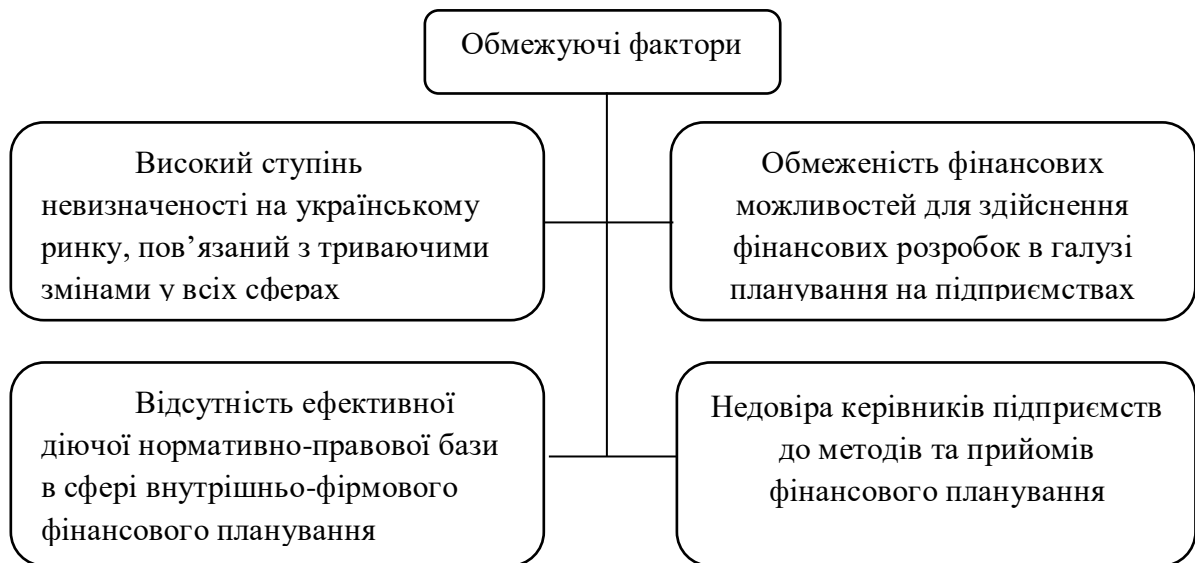 Обмежуючі фактори
Високий ступінь
невизначеності на українському
ринку, пов’язаний з триваючими
змінами у всіх сферах
Обмеженість фінансових
можливостей для здійснення
фінансових розробок в галузі
планування на підприємствах
Відсутність ефективної
діючої нормативно-правової бази
в сфері внутрішньо-фірмового
фінансового планування
Недовіра керівників підприємств
до методів та прийомів
фінансового планування